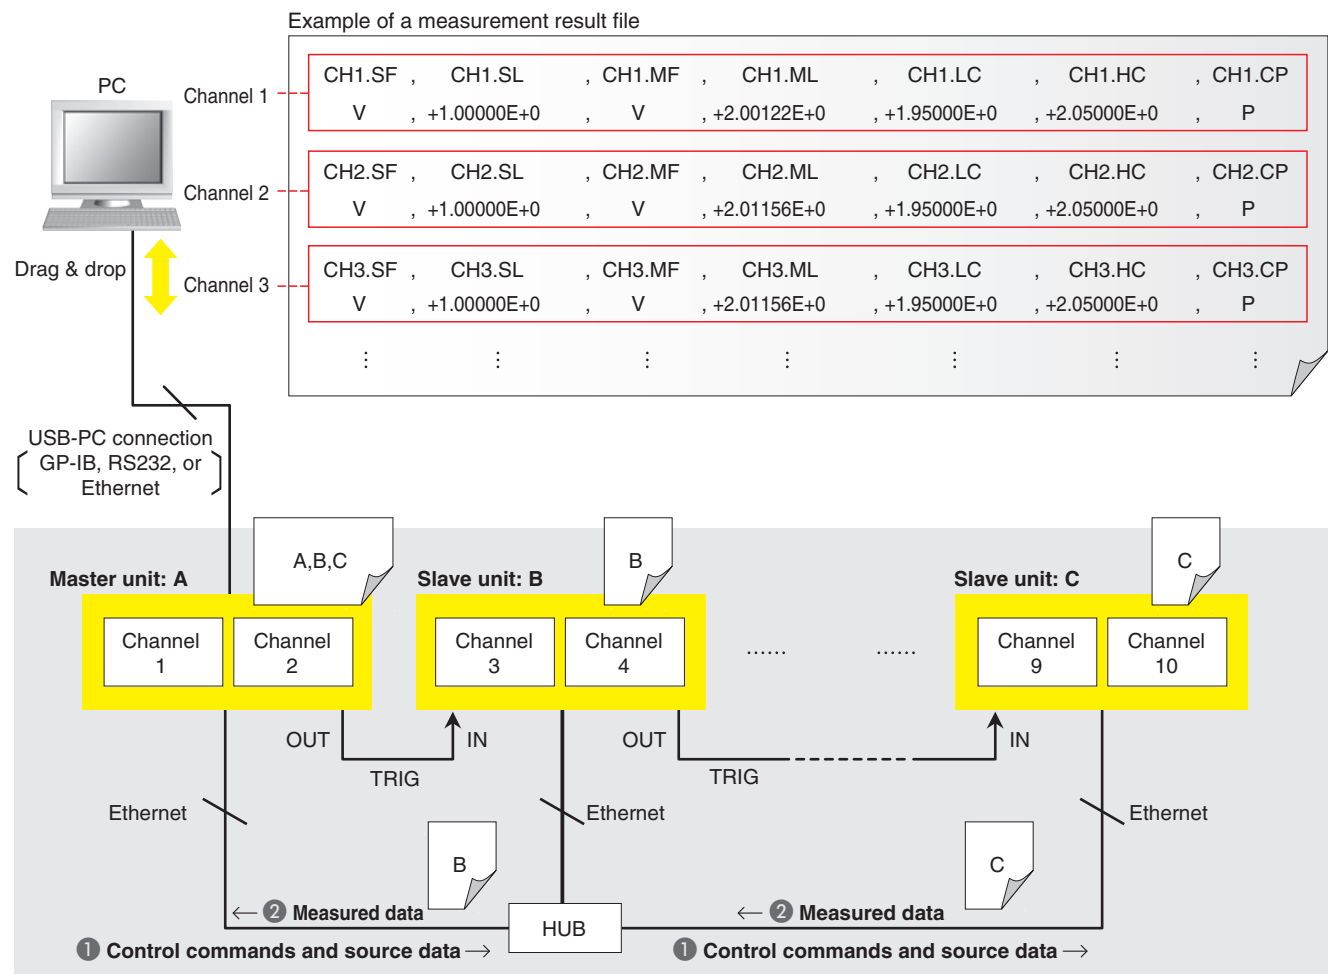 Example of a measurement result file
PC
Channel 1
CH1.SF , CH1.SL , CH1.MF , CH1.ML , CH1.LC , CH1.HC , CH1.CP
V , +1.00000E+0 , V , +2.00122E+0 , +1.95000E+0 , +2.05000E+0 , P
Channel 2
CH2.SF , CH2.SL , CH2.MF , CH2.ML , CH2.LC , CH2.HC , CH2.CP
V , +1.00000E+0 , V , +2.01156E+0 , +1.95000E+0 , +2.05000E+0 , P
Drag & drop
Channel 3
CH3.SF , CH3.SL , CH3.MF , CH3.ML , CH3.LC , CH3.HC , CH3.CP
V , +1.00000E+0 , V , +2.01156E+0 , +1.95000E+0 , +2.05000E+0 , P
⋮ ⋮ ⋮ ⋮ ⋮ ⋮ ⋮
USB-PC connection
GP-IB, RS232, or
Ethernet
A,B,C
B
C
Master unit: A
Slave unit: B
Slave unit: C
Channel
1
Channel
2
Channel
3
Channel
4
......
......
Channel
9
Channel
10
OUT
IN
OUT
IN
TRIG
TRIG
Ethernet
Ethernet
Ethernet
B
C
← 2 Measured data
← 2 Measured data
HUB
1 Control commands and source data →
1 Control commands and source data →